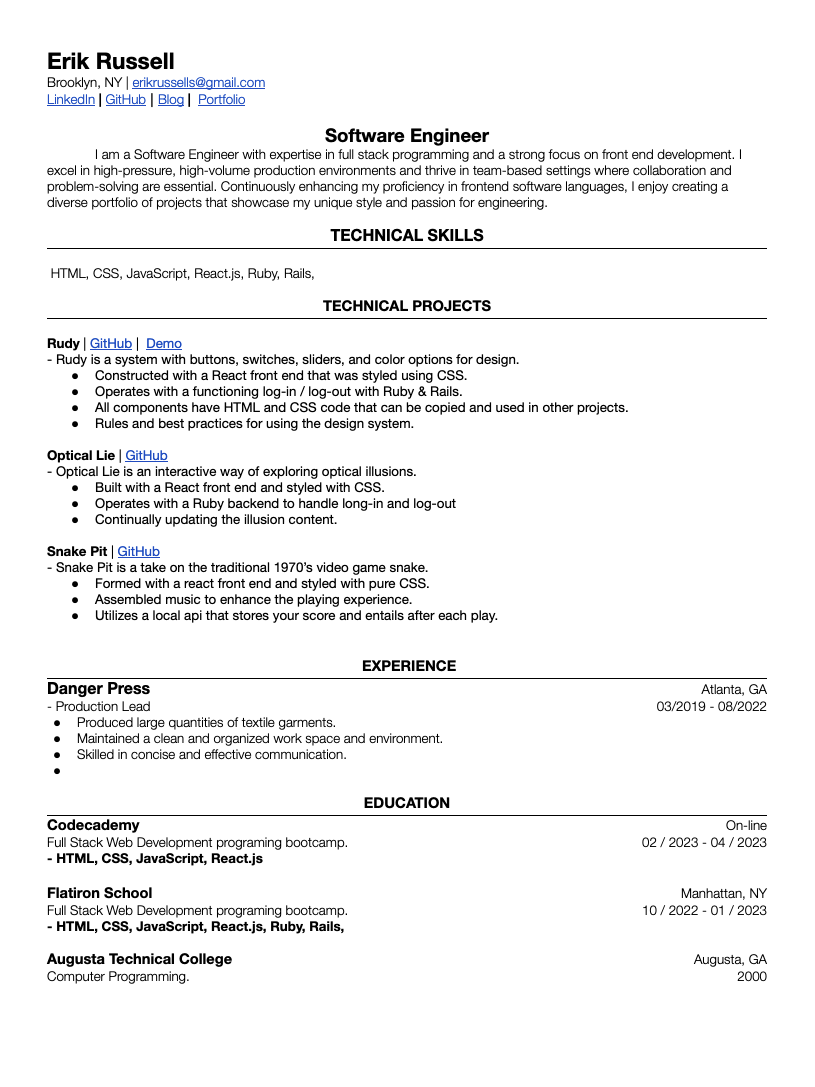 Erik Russell
Brooklyn, NY | erikrussells@gmail.com
LinkedIn | GitHub | Blog | Portfolio
Software Engineer
I am a Software Engineer with expertise in full stack programming and a strong focus on front end development. I
excel in high-pressure, high-volume production environments and thrive in team-based settings where collaboration and
problem-solving are essential. Continuously enhancing my proficiency in frontend software languages, I enjoy creating a
diverse portfolio of projects that showcase my unique style and passion for engineering.
TECHNICAL SKILLS
HTML, CSS, JavaScript, React.js, Ruby, Rails,
TECHNICAL PROJECTS
Rudy | GitHub | Demo
- Rudy is a system with buttons, switches, sliders, and color options for design.
● Constructed with a React front end that was styled using CSS.
● Operates with a functioning log-in / log-out with Ruby & Rails.
● All components have HTML and CSS code that can be copied and used in other projects.
● Rules and best practices for using the design system.
Optical Lie | GitHub
- Optical Lie is an interactive way of exploring optical illusions.
● Built with a React front end and styled with CSS.
● Operates with a Ruby backend to handle long-in and log-out
● Continually updating the illusion content.
Snake Pit | GitHub
- Snake Pit is a take on the traditional 1970's video game snake.
● Formed with a react front end and styled with pure CSS.
● Assembled music to enhance the playing experience.
● Utilizes a local api that stores your score and entails after each play.
EXPERIENCE
Danger Press Atlanta, GA
- Production Lead 03/2019 - 08/2022
● Produced large quantities of textile garments.
● Maintained a clean and organized work space and environment.
● Skilled in concise and effective communication.
●
EDUCATION
Codecademy On-line
Full Stack Web Development programing bootcamp. 02 / 2023 - 04 / 2023
- HTML, CSS, JavaScript, React.js
Flatiron School Manhattan, NY
Full Stack Web Development programing bootcamp. 10 / 2022 - 01 / 2023
- HTML, CSS, JavaScript, React.js, Ruby, Rails,
Augusta Technical College Augusta, GA
Computer Programming. 2000